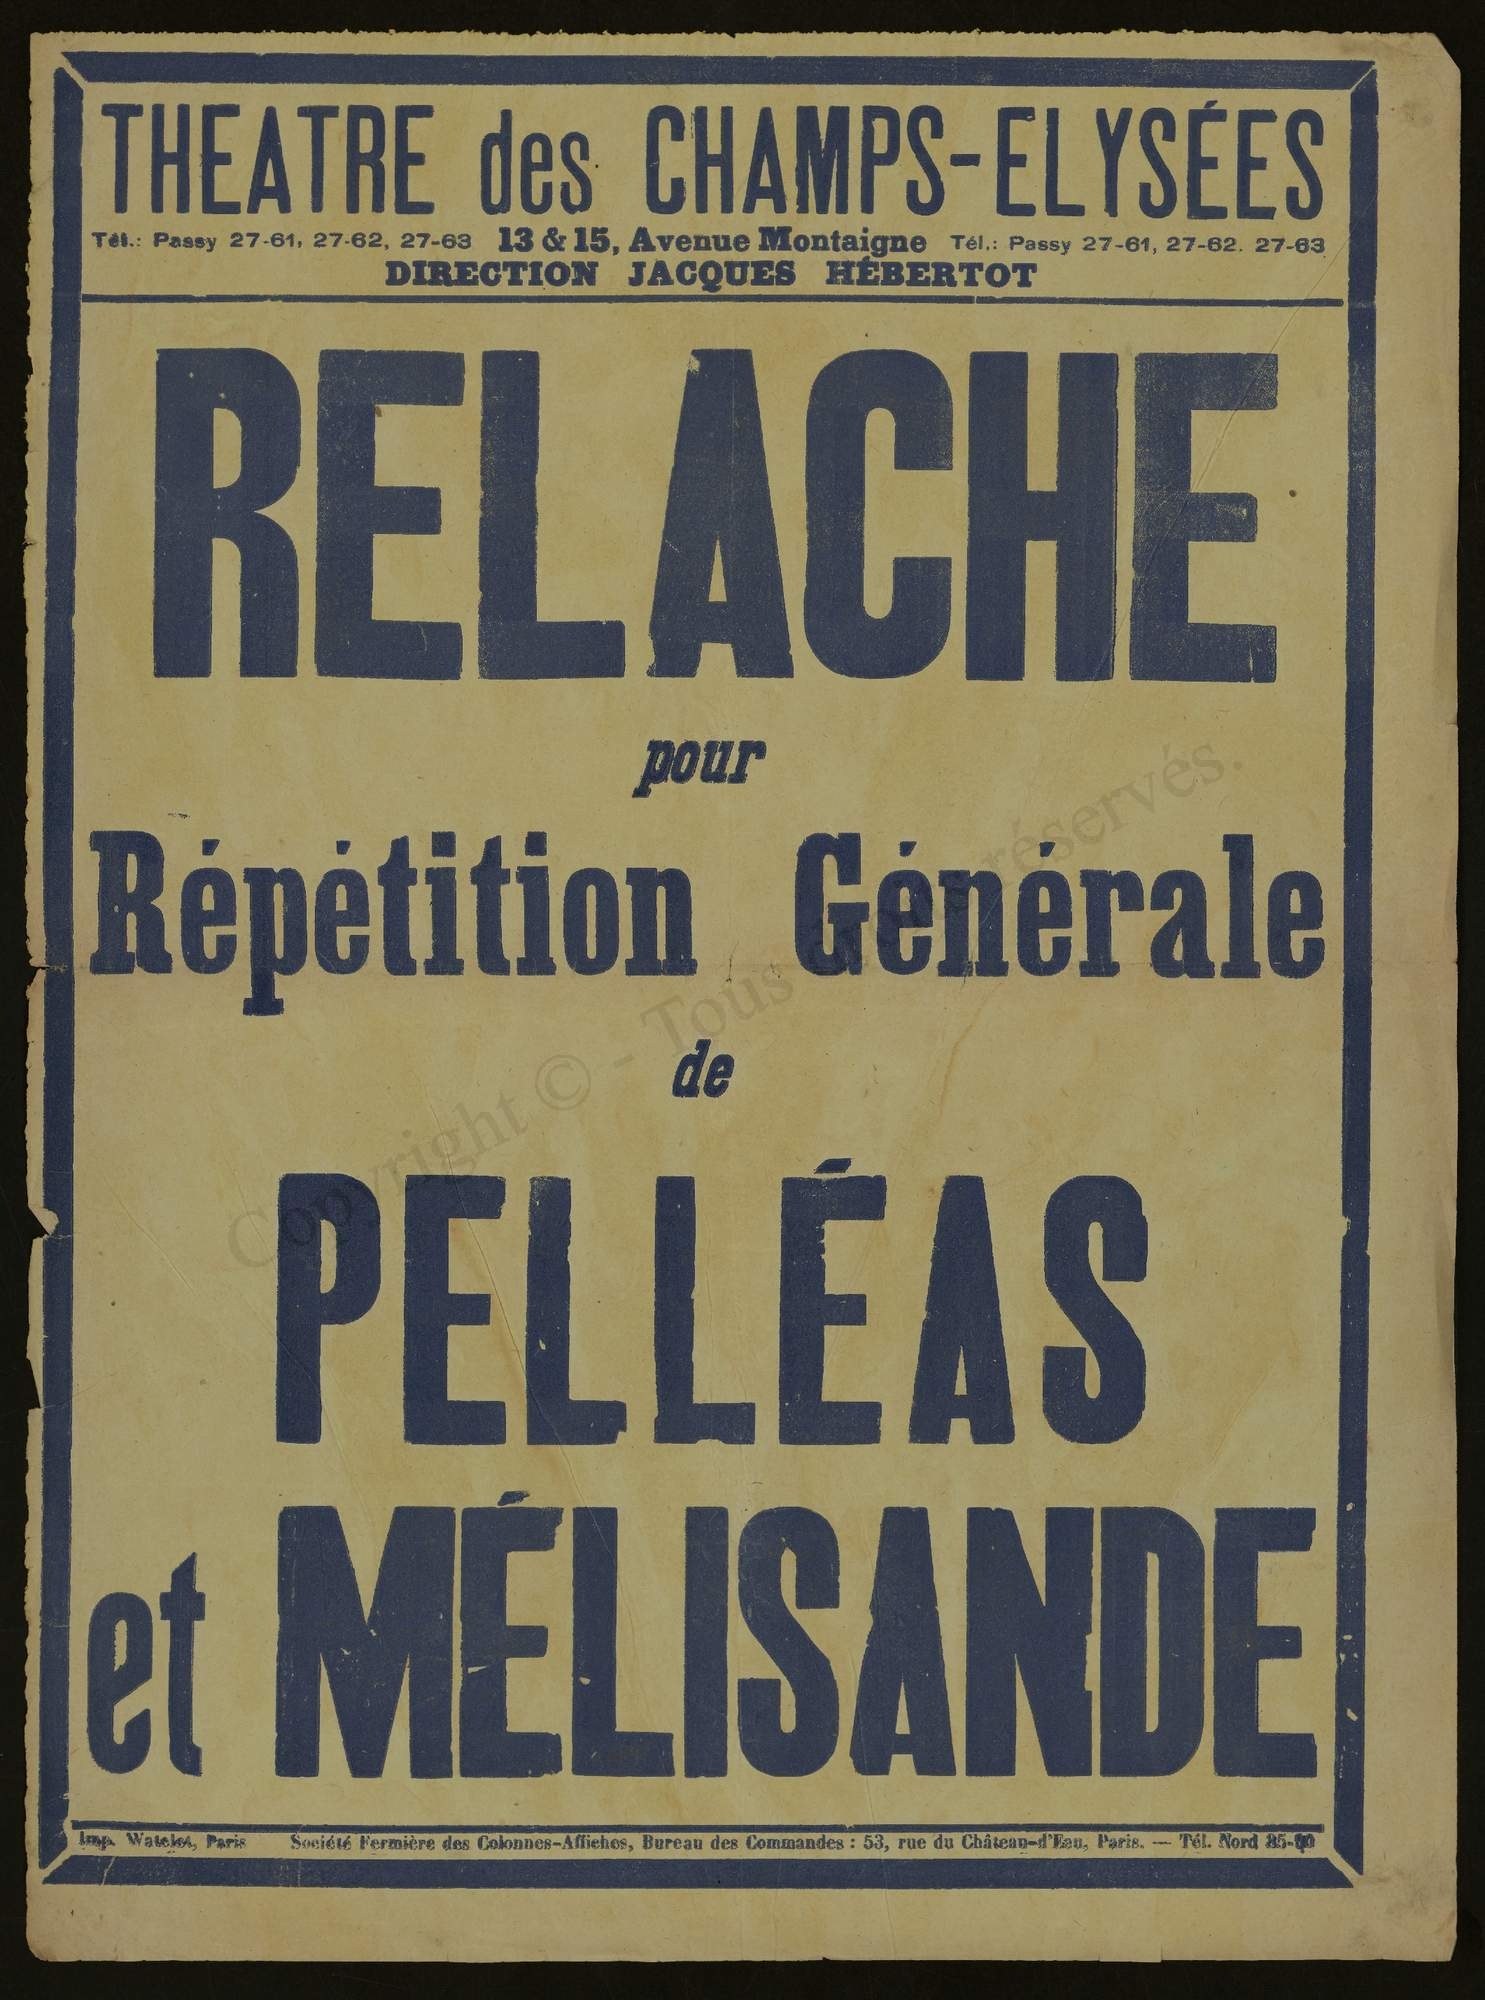 THEATRE des CHAMPS-ELYSÉES
Tél.: Passy 27-61, 27-62, 27-63 13 & 15, Avenue Montaigne Tél.: Passy 27-61, 27-62. 27-63
DIRECTION JACQUES HÉBERTOT
RELACHE
pour
Répétition Générale
de
PELLÉAS
et MÉLISANDE
Imp. Watelet, Paris Société Fermière des Colonnes-Affiches, Bureau des Commandes : 53, rue du Château-d'Eau, Paris. — Tél. Nord
Copyright © - Tous droits réservés.